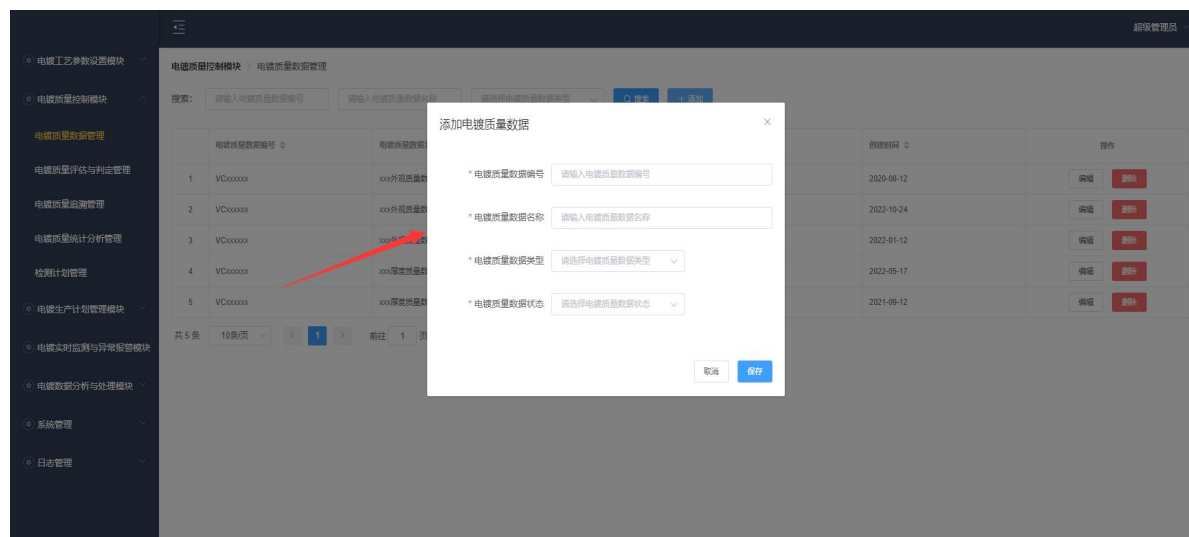 超级管理员
电镀工艺参数设置模块
电镀质量控制模块
电镀质量数据管理
电镀质量评估与判定管理
电镀质量追溯管理
电镀质量统计分析管理
检测计划管理
电镀生产计划管理模块
电镀实时监测与异常报警模块
电镀数据分析与处理模块
系统管理
日志管理
电镀质量控制模块 > 电镀质量数据管理
搜索: 请输入电镀质量数据编号 请输入电镀质量数据名称 请选择电镀质量数据类型 搜索 + 添加
电镀质量数据编号 电镀质量数据 创建时间 操作
1 VCxxxxxx xxx外观质量数 2020-08-12 编辑 删除
2 VCxxxxxx xxx外观质量数 2022-10-24 编辑 删除
3 VCxxxxxx xxx外观质量数 2022-01-12 编辑 删除
4 VCxxxxxx xxx厚度质量数 2022-05-17 编辑 删除
5 VCxxxxxx xxx厚度质量数 2021-09-12 编辑 删除
共 5 条 10条/页 < 1 > 前往 1 页
添加电镀质量数据 ×
* 电镀质量数据编号 请输入电镀质量数据编号
* 电镀质量数据名称 请输入电镀质量数据名称
* 电镀质量数据类型 请选择电镀质量数据类型
* 电镀质量数据状态 请选择电镀质量数据状态
取消 保存